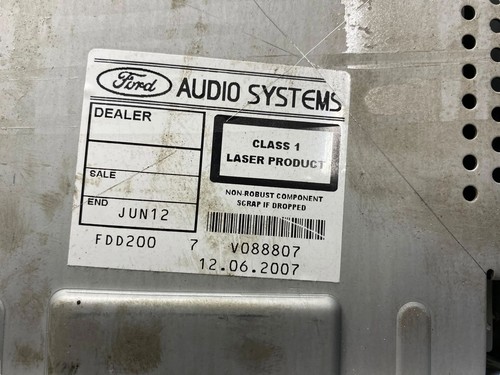 Ford AUDIO SYSTEMS
DEALER
SALE
END JUN12
CLASS 1
LASER PRODUCT
NON-ROBUST COMPONENT
SCRAP IF DROPPED
FDD200 7 V088807
12.06.2007